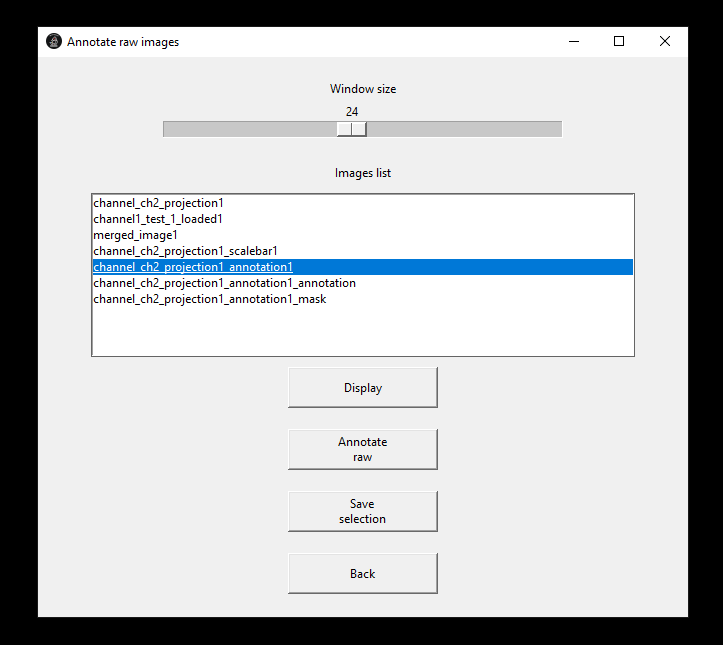 Annotate raw images
Window size
24
Images list
channel_ch2_projection1
channel1_test_1_loaded1
merged_image1
channel_ch2_projection1_scalebar1
channel_ch2_projection1_annotation1
channel_ch2_projection1_annotation1_annotation
channel_ch2_projection1_annotation1_mask
Display
Annotate
raw
Save
selection
Back